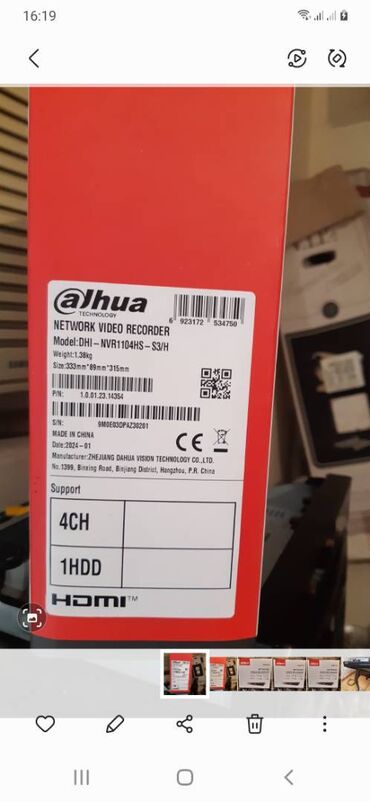 16:19
alhua
TECHNOLOGY
6 923172 534750
NETWORK VIDEO RECORDER
Model:DHI-NVR1104HS-S3/H
Weight:1.38kg
Size:333mm*89mm*315mm
P/N: 1.0.01.23.14354
S/N: 9M0E03DPAZ30201
MADE IN CHINA
Date:2024-01
CE
Manufacturer:ZHEJIANG DAHUA VISION TECHNOLOGY CO.,LTD.
No.1399, Binxing Road, Binjiang District, Hangzhou, P.R. China
Support
4CH
1HDD
HDMI™